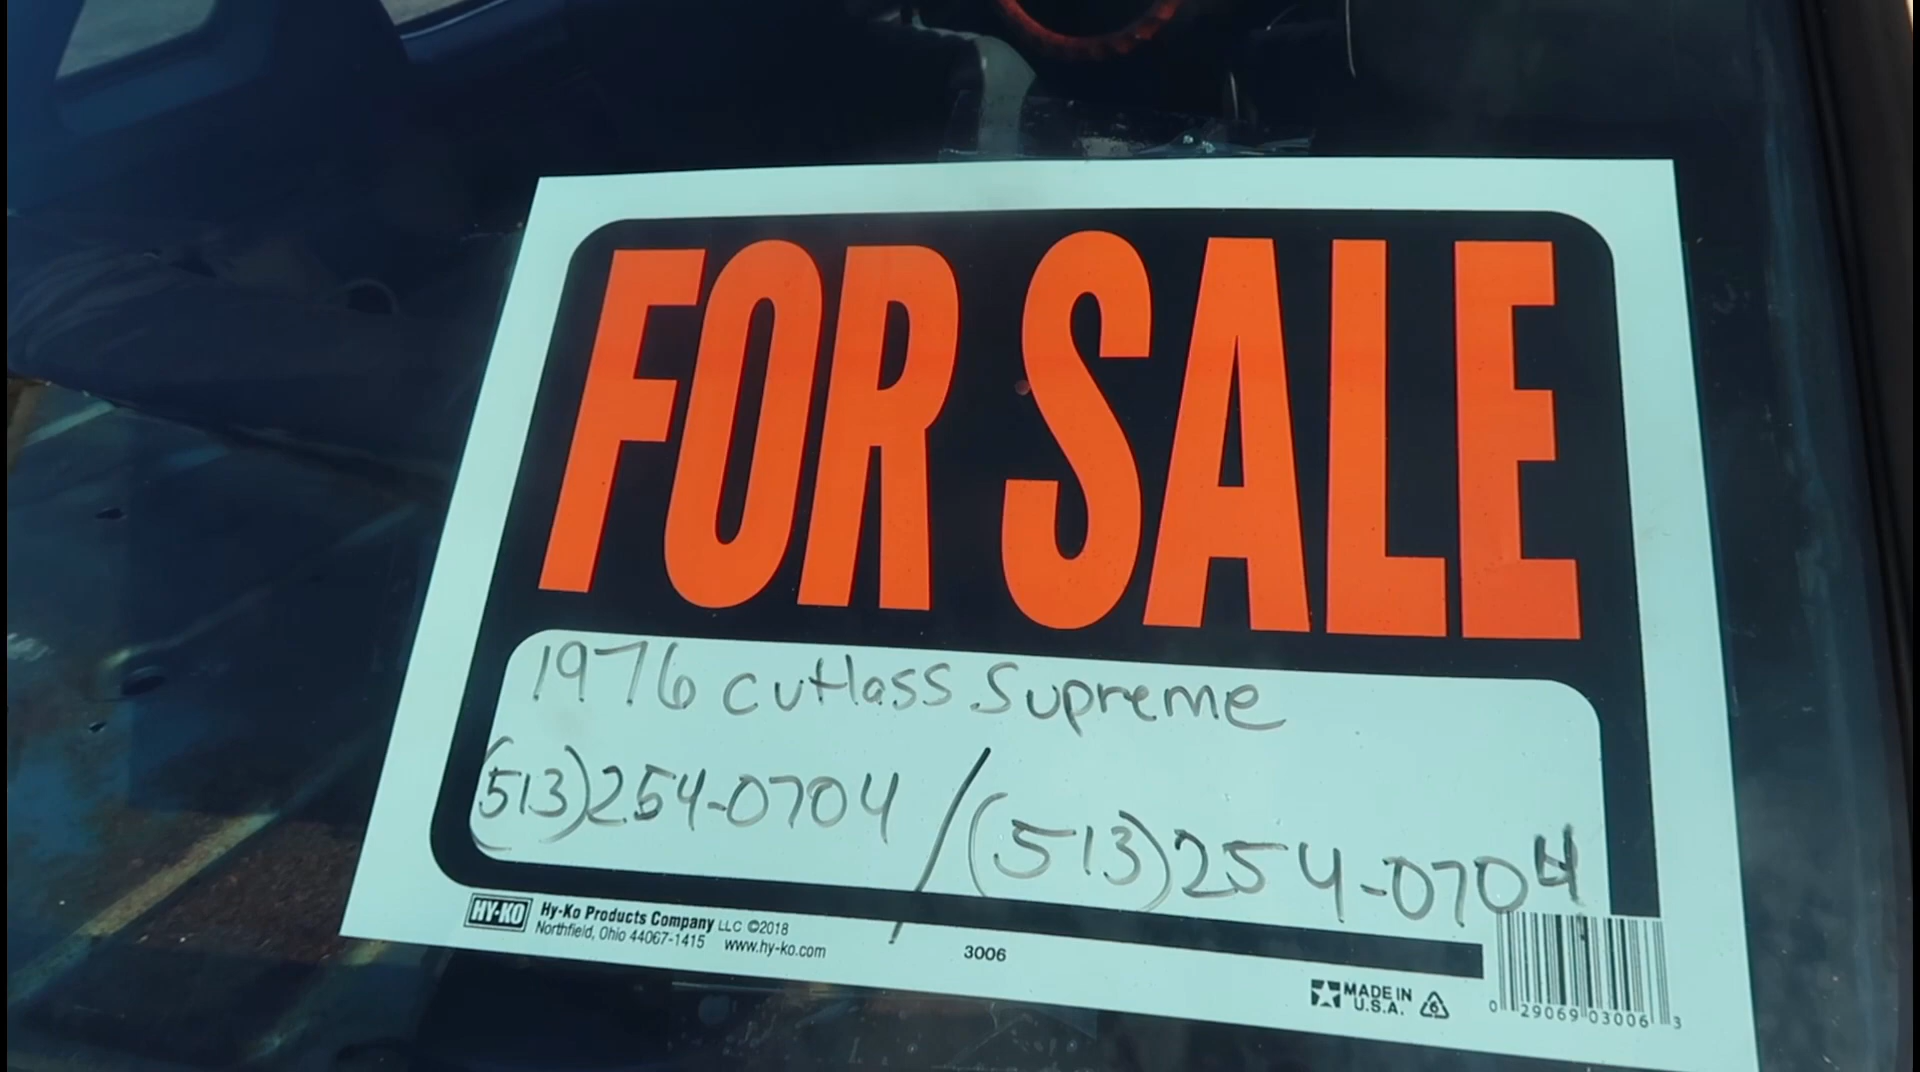 FOR SALE
1976 cutlass Supreme
(513)254-0704 / (513)254-0704
HY-KO
Hy-Ko Products Company LLC ©2018
Northfield, Ohio 44067-1415 www.hy-ko.com
3006
MADE IN
U.S.A.
6
0 29069 03006 3